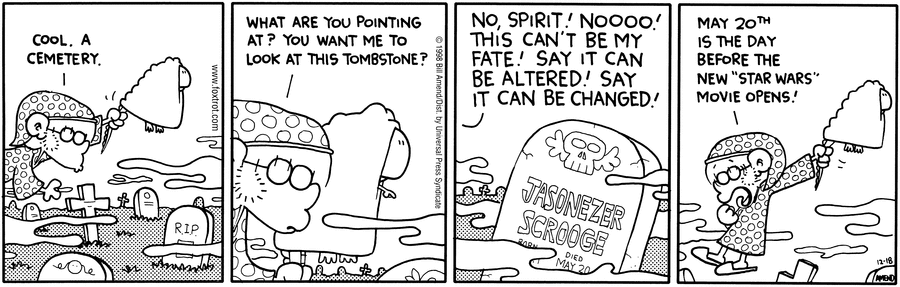 COOL. A
CEMETERY.
www.foxtrot.com
R.I.P.
WHAT ARE YOU POINTING
AT? YOU WANT ME TO
LOOK AT THIS TOMBSTONE?
© 1998 Bill Amend/Dist. by Universal Press Syndicate
NO, SPIRIT! NOOOO!
THIS CAN'T BE MY
FATE! SAY IT CAN
BE ALTERED! SAY
IT CAN BE CHANGED!
JASONEZER
SCROOGE
BORN
DIED
MAY 20
MAY 20TH
IS THE DAY
BEFORE THE
NEW "STAR WARS"
MOVIE OPENS!
12-18
AMEND